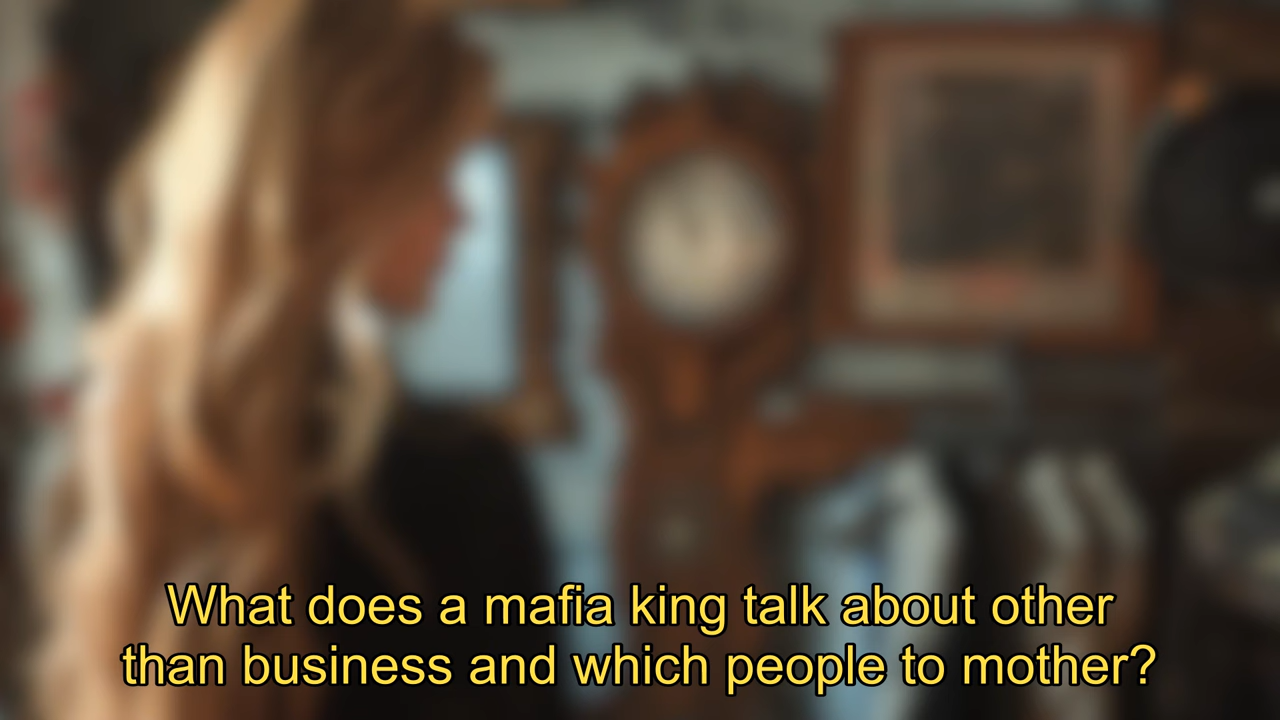 What does a mafia king talk about other
than business and which people to mother?